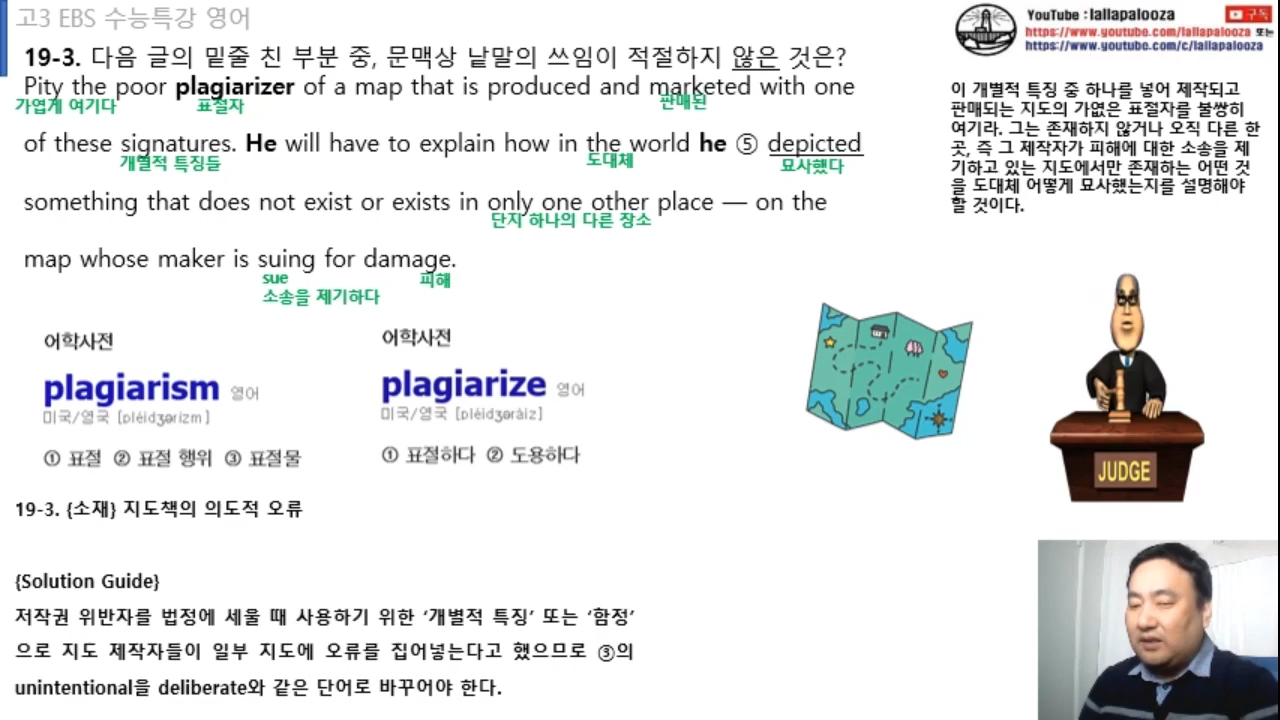 고3 EBS 수능특강 영어
19-3. 다음 글의 밑줄 친 부분 중, 문맥상 낱말의 쓰임이 적절하지 않은 것은?
Pity the poor plagiarizer of a map that is produced and marketed with one
가엽게 여기다 표절자 판매된
of these signatures. He will have to explain how in the world he ⑤ depicted
개별적 특징들 도대체 묘사했다
something that does not exist or exists in only one other place — on the
단지 하나의 다른 장소
map whose maker is suing for damage.
sue 피해
소송을 제기하다
YouTube : lallapalooza 구독
https://www.youtube.com/lallapalooza 또는
https://www.youtube.com/c/lallapalooza
이 개별적 특징 중 하나를 넣어 제작되고
판매되는 지도의 가엾은 표절자를 불쌍히
여기라. 그는 존재하지 않거나 오직 다른 한
곳, 즉 그 제작자가 피해에 대한 소송을 제
기하고 있는 지도에서만 존재하는 어떤 것
을 도대체 어떻게 묘사했는지를 설명해야
할 것이다.
어학사전
plagiarism 영어
미국/영국 [pléidʒərìzm]
① 표절 ② 표절 행위 ③ 표절물
어학사전
plagiarize 영어
미국/영국 [pléidʒəràiz]
① 표절하다 ② 도용하다
JUDGE
19-3. {소재} 지도책의 의도적 오류
{Solution Guide}
저작권 위반자를 법정에 세울 때 사용하기 위한 ‘개별적 특징’ 또는 ‘함정’
으로 지도 제작자들이 일부 지도에 오류를 집어넣는다고 했으므로 ③의
unintentional을 deliberate와 같은 단어로 바꾸어야 한다.